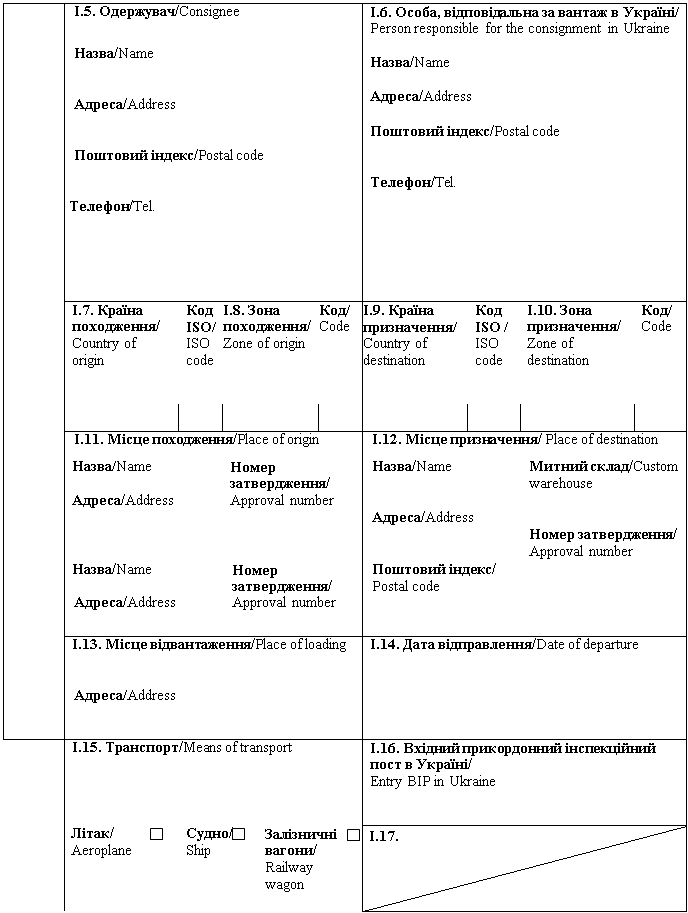 І.5. Одержувач/Consignee
Назва/Name
Адреса/Address
Поштовий індекс/Postal code
Телефон/Tel.
І.6. Особа, відповідальна за вантаж в Україні/
Person responsible for the consignment in Ukraine
Назва/Name
Адреса/Address
Поштовий індекс/Postal code
Телефон/Tel.
І.7. Країна
походження/
Country of
origin
Код
ISO/
ISO
code
І.8. Зона
походження/
Zone of origin
Код/
Code
І.9. Країна
призначення/
Country of
destination
Код
ISO /
ISO
code
І.10. Зона
призначення/
Zone of
destination
Код/
Code
І.11. Місце походження/Place of origin
Назва/Name
Адреса/Address
Номер
затвердження/
Approval number
Назва/Name
Адреса/Address
Номер
затвердження/
Approval number
І.12. Місце призначення/ Place of destination
Назва/Name
Адреса/Address
Поштовий індекс/
Postal code
Митний склад/Custom
warehouse
Номер затвердження/
Approval number
І.13. Місце відвантаження/Place of loading
Адреса/Address
І.14. Дата відправлення/Date of departure
І.15. Транспорт/Means of transport
Літак/
Aeroplane
Судно/
Ship
Залізничні
вагони/
Railway
wagon
І.16. Вхідний прикордонний інспекційний
пост в Україні/
Entry BIP in Ukraine
І.17.